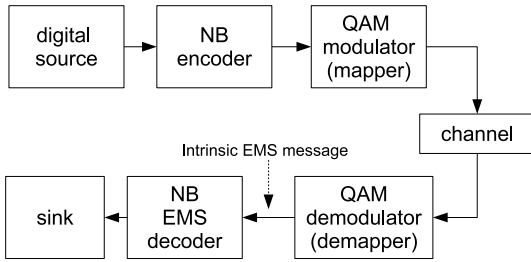 digital
source
NB
encoder
QAM
modulator
(mapper)
channel
Intrinsic EMS message
sink
NB
EMS
decoder
QAM
demodulator
(demapper)